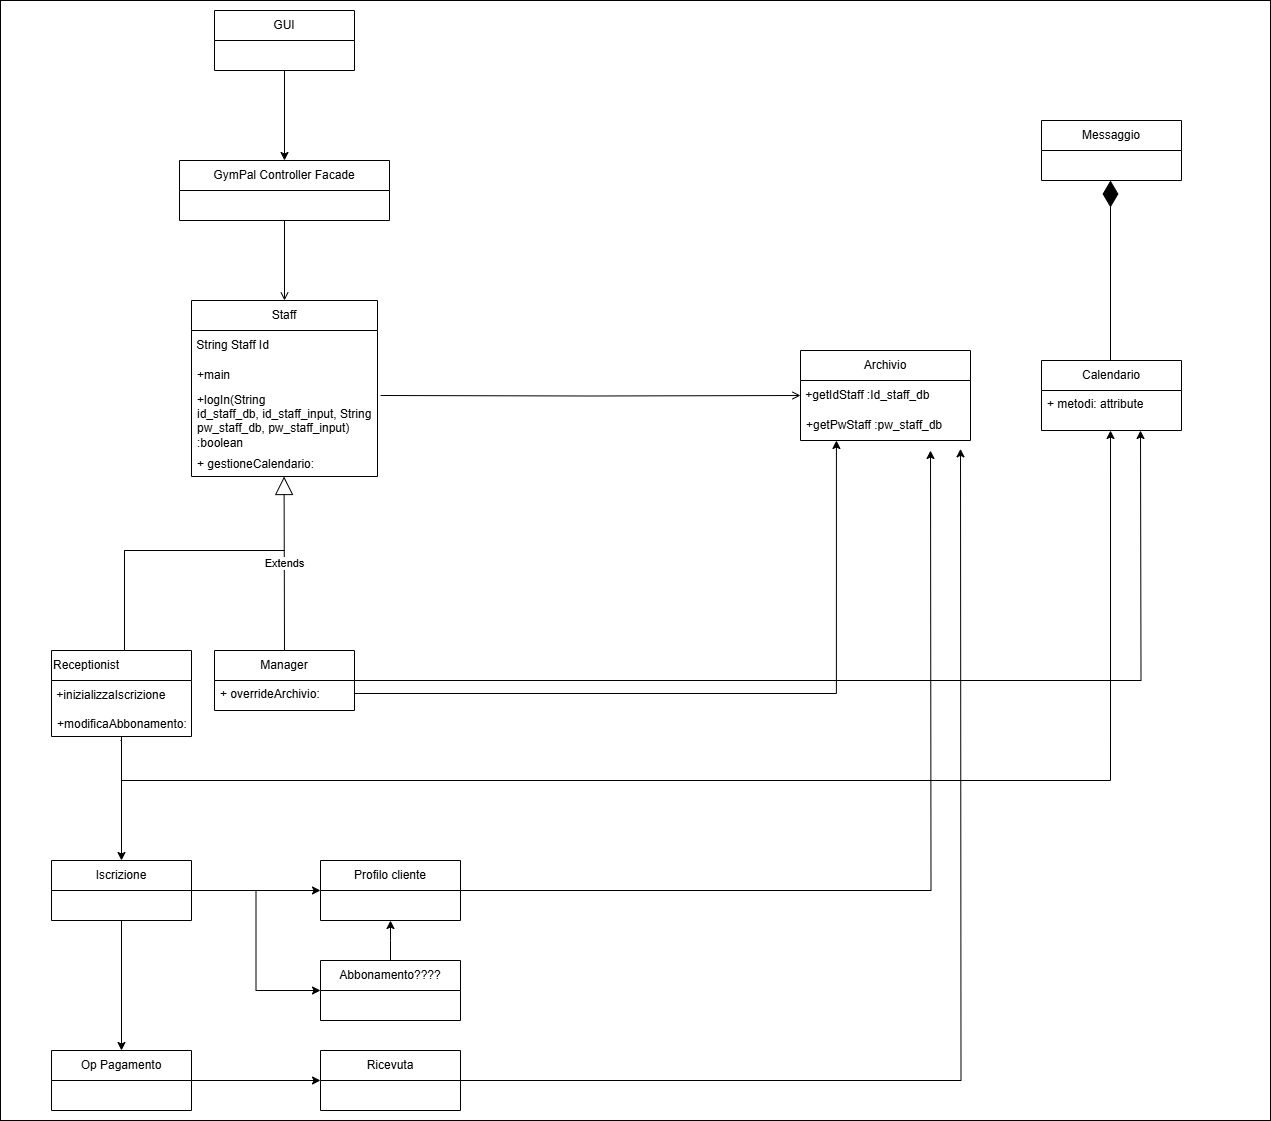 GUI
GymPal Controller Facade
Messaggio
Staff
String Staff Id
+main
+logIn(String
id_staff_db, id_staff_input, String
pw_staff_db, pw_staff_input)
:boolean
+ gestioneCalendario:
Archivio
+getIdStaff :Id_staff_db
+getPwStaff :pw_staff_db
Calendario
+ metodi: attribute
Extends
Receptionist
+inizializzaIscrizione
+modificaAbbonamento:
Manager
+ overrideArchivio:
Iscrizione
Profilo cliente
Abbonamento????
Op Pagamento
Ricevuta